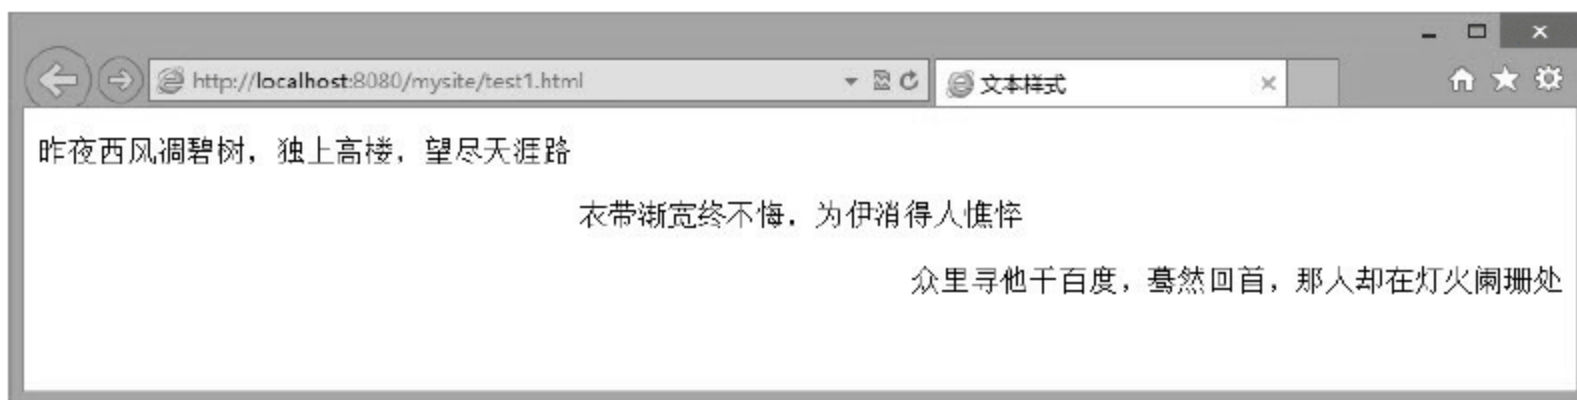 http://localhost:8080/mysite/test1.html
文本样式
昨夜西风凋碧树，独上高楼，望尽天涯路
衣带渐宽终不悔，为伊消得人憔悴
众里寻他千百度，蓦然回首，那人却在灯火阑珊处